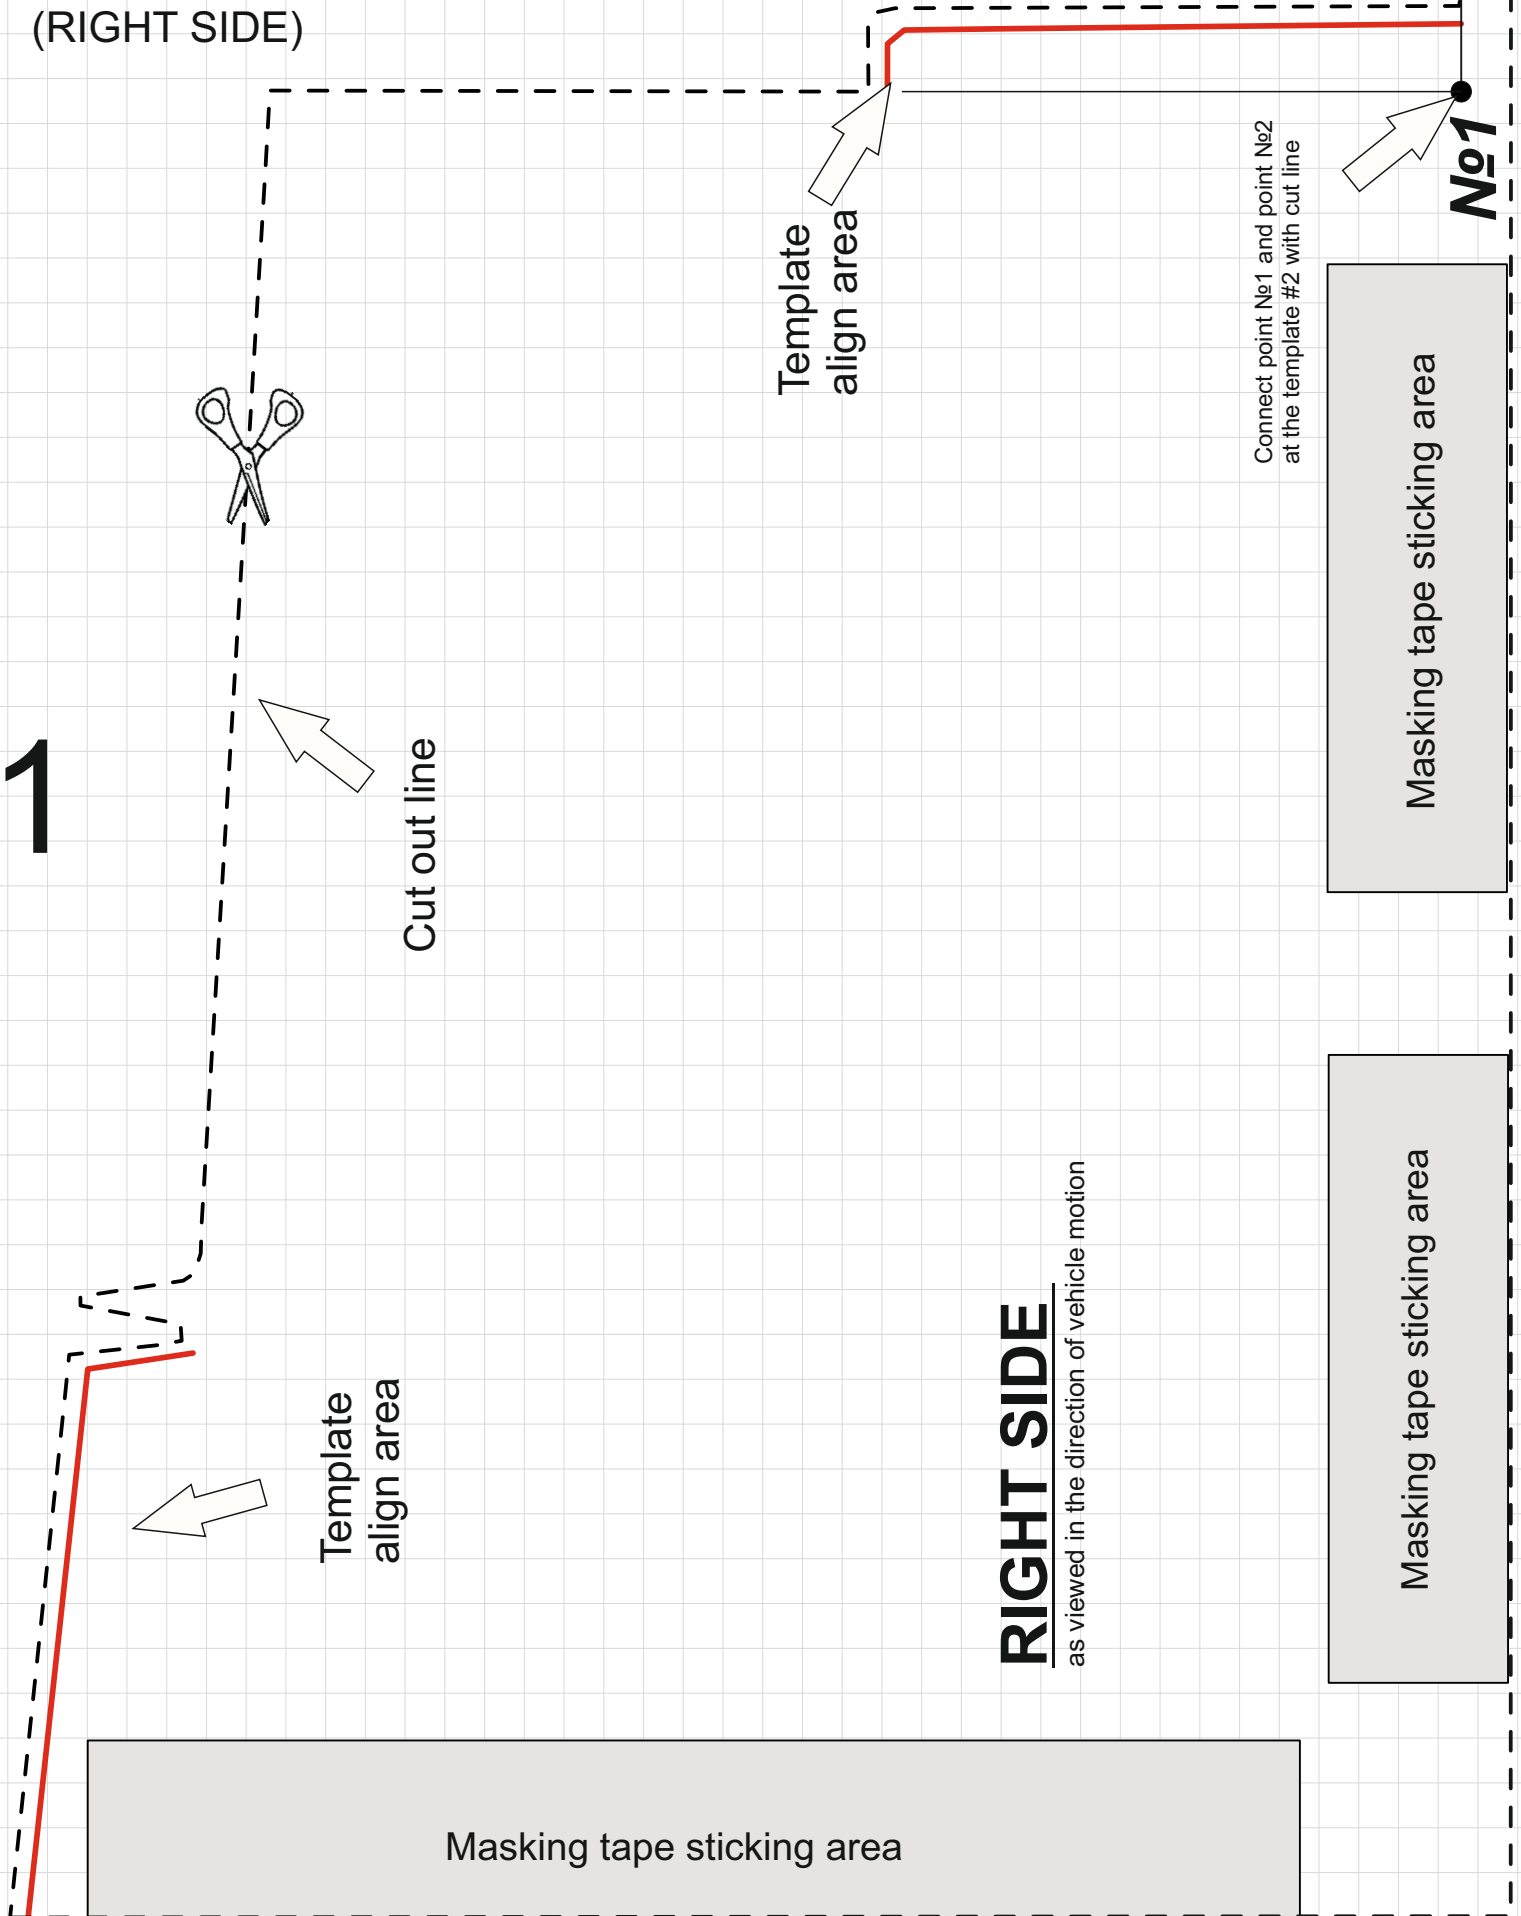 (RIGHT SIDE)
Template
align area
Connect point №1 and point №2
at the template #2 with cut line
№1
Masking tape sticking area
1
Cut out line
Template
align area
RIGHT SIDE
as viewed in the direction of vehicle motion
Masking tape sticking area
Masking tape sticking area